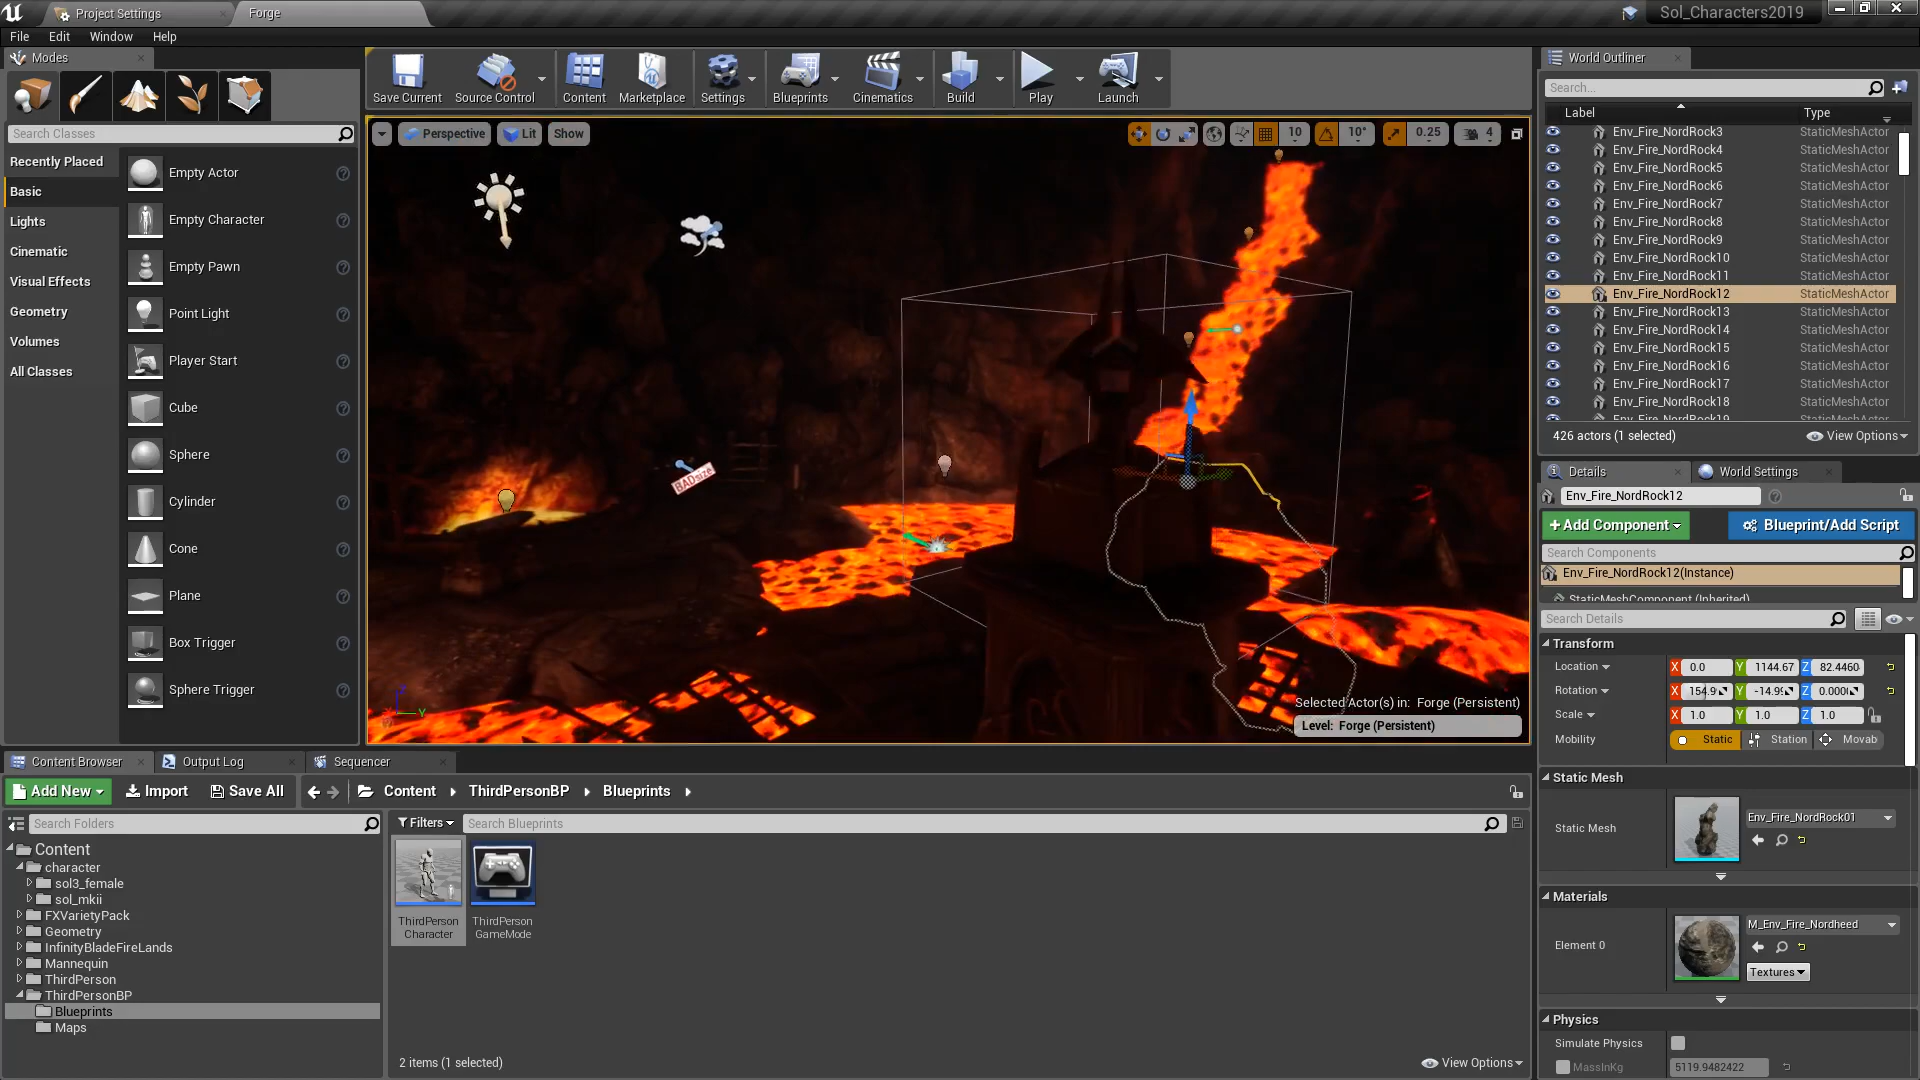 Project Settings
Forge
Sol_Characters2019
File Edit Window Help
Modes
Save Current
Source Control
Content
Marketplace
Settings
Blueprints
Cinematics
Build
Play
Launch
Search Classes
Recently Placed
Basic
Lights
Cinematic
Visual Effects
Geometry
Volumes
All Classes
Empty Actor
Empty Character
Empty Pawn
Point Light
Player Start
Cube
Sphere
Cylinder
Cone
Plane
Box Trigger
Sphere Trigger
Perspective Lit Show
10 10° 0.25 4
BADsize
Z
Y
Selected Actor(s) in: Forge (Persistent)
Level: Forge (Persistent)
World Outliner
Search...
Label Type
Env_Fire_NordRock3 StaticMeshActor
Env_Fire_NordRock4 StaticMeshActor
Env_Fire_NordRock5 StaticMeshActor
Env_Fire_NordRock6 StaticMeshActor
Env_Fire_NordRock7 StaticMeshActor
Env_Fire_NordRock8 StaticMeshActor
Env_Fire_NordRock9 StaticMeshActor
Env_Fire_NordRock10 StaticMeshActor
Env_Fire_NordRock11 StaticMeshActor
Env_Fire_NordRock12 StaticMeshActor
Env_Fire_NordRock13 StaticMeshActor
Env_Fire_NordRock14 StaticMeshActor
Env_Fire_NordRock15 StaticMeshActor
Env_Fire_NordRock16 StaticMeshActor
Env_Fire_NordRock17 StaticMeshActor
Env_Fire_NordRock18 StaticMeshActor
Env_Fire_NordRock19 StaticMeshActor
426 actors (1 selected) View Options
Details
World Settings
Env_Fire_NordRock12
+ Add Component
Blueprint/Add Script
Search Components
Env_Fire_NordRock12(Instance)
StaticMeshComponent (Inherited)
Search Details
Transform
Location X 0.0 Y 1144.67 Z 82.4460
Rotation X 154.9 Y -14.99 Z 0.000
Scale X 1.0 Y 1.0 Z 1.0
Mobility Static Station Movab
Static Mesh
Static Mesh
Env_Fire_NordRock01
Materials
Element 0
M_Env_Fire_Nordheed
Textures
Physics
Simulate Physics
MassInKg 5119.9482422
Content Browser
Output Log
Sequencer
Add New
Import
Save All
Content ThirdPersonBP Blueprints
Search Folders
Filters
Search Blueprints
Content
character
sol3_female
sol_mkii
FXVarietyPack
Geometry
InfinityBladeFireLands
Mannequin
ThirdPerson
ThirdPersonBP
Blueprints
Maps
ThirdPerson
Character
ThirdPerson
GameMode
2 items (1 selected)
View Options